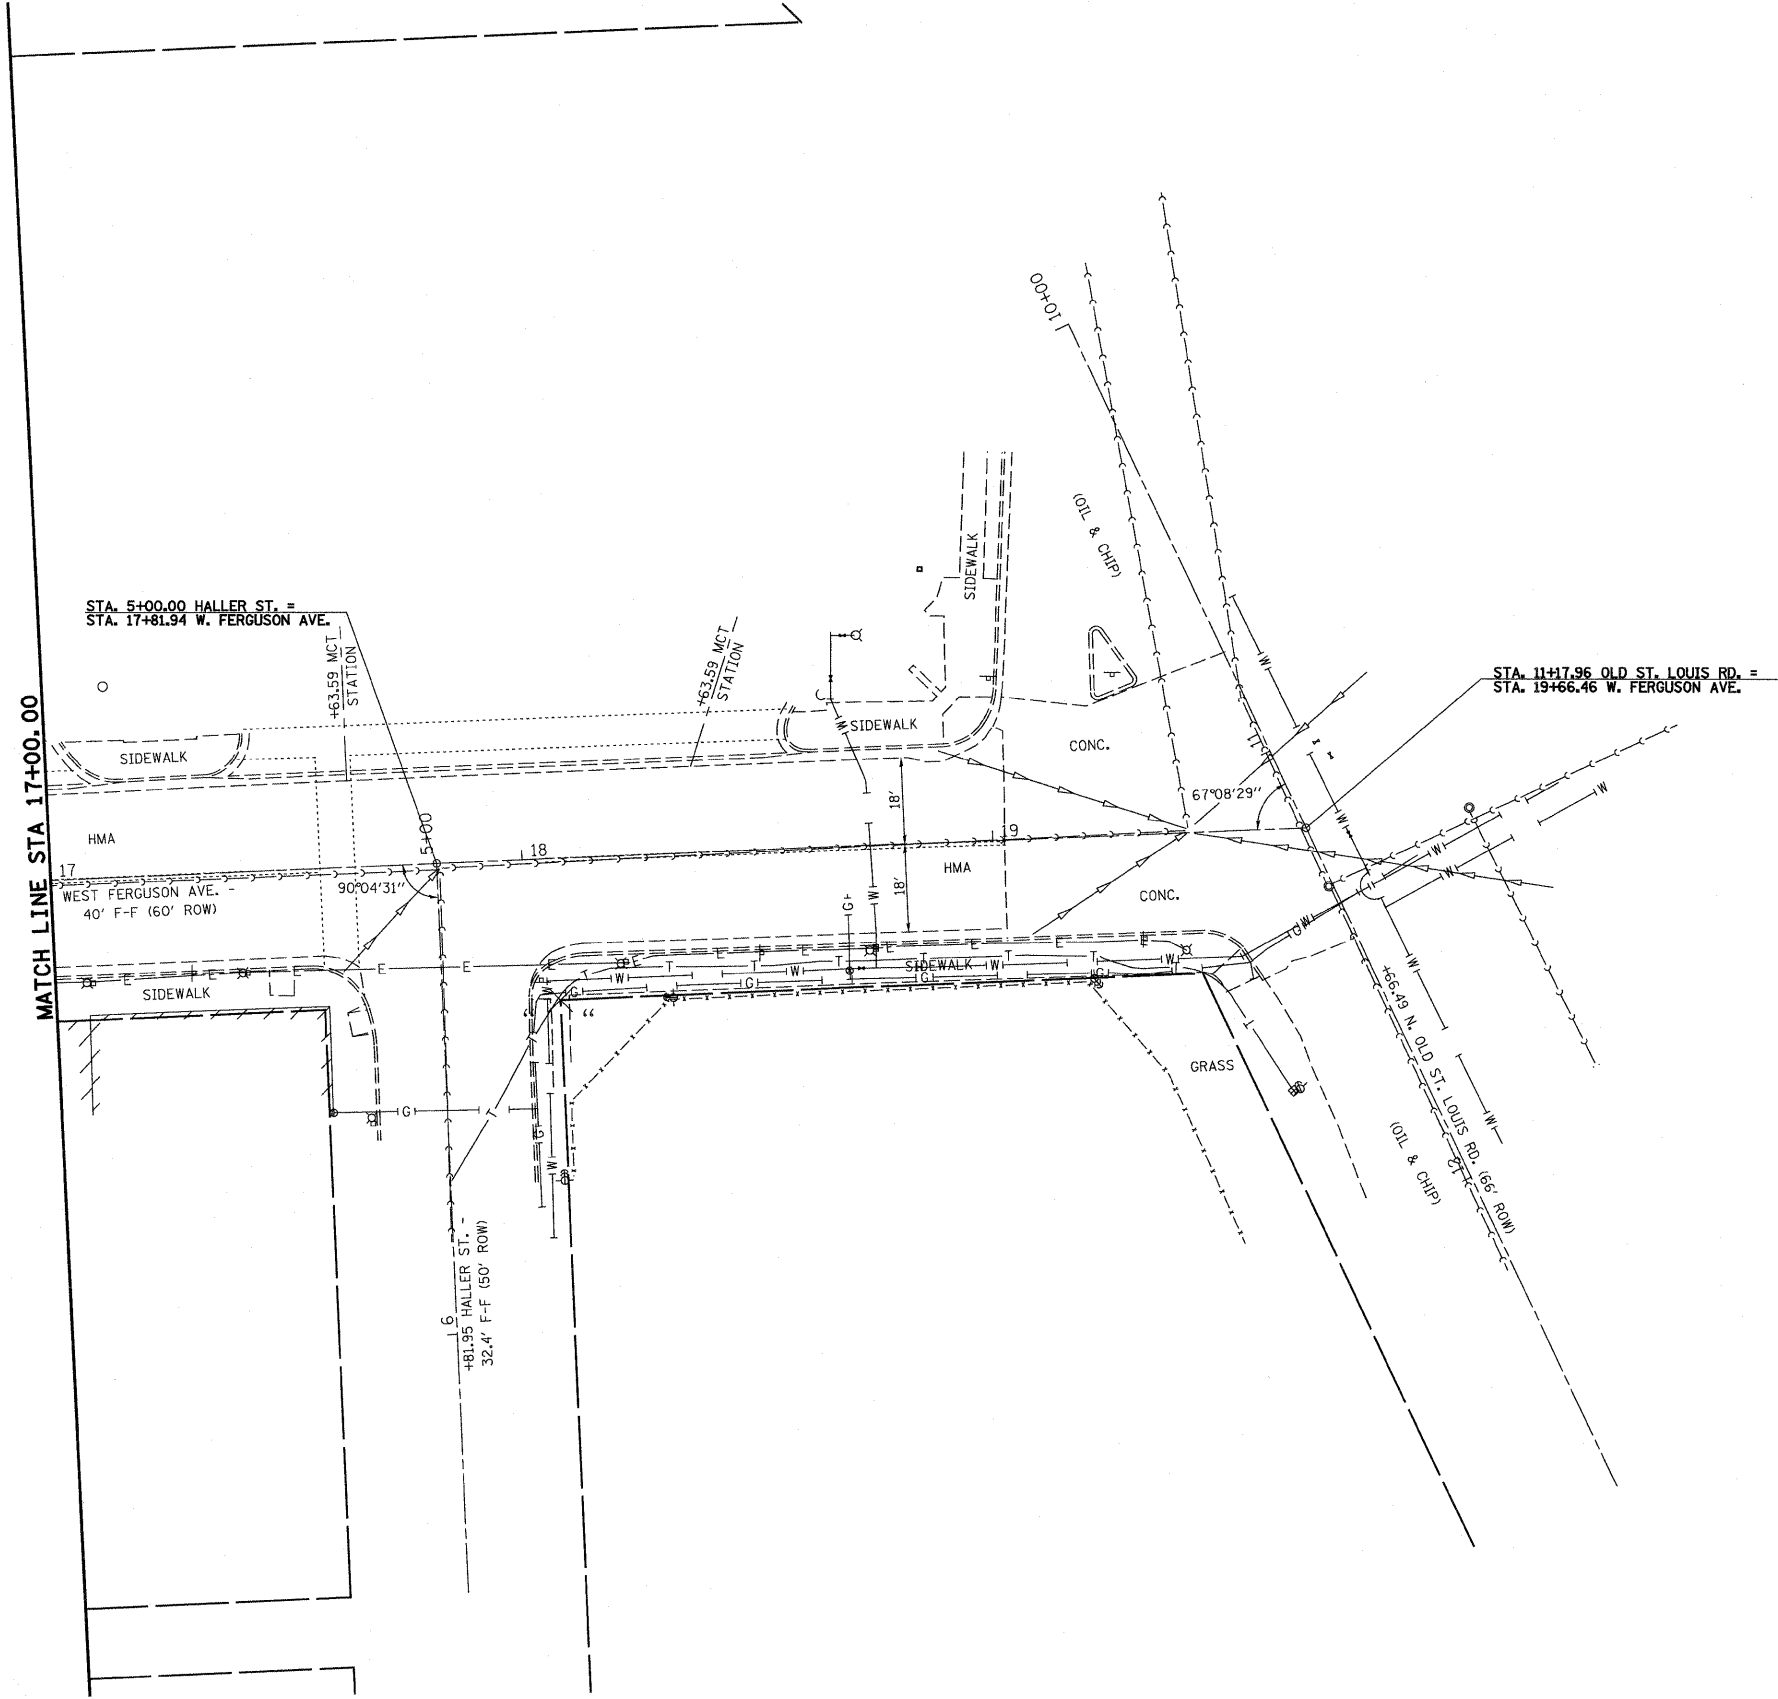 MATCH LINE STA 17+00.00
10+00
(OIL & CHIP)
SIDEWALK
STA. 5+00.00 HALLER ST. =
STA. 17+81.94 W. FERGUSON AVE.
+63.59 MCT
STATION
+63.59 MCT
STATION
STA. 11+17.96 OLD ST. LOUIS RD. =
STA. 19+66.46 W. FERGUSON AVE.
W
SIDEWALK
W
SIDEWALK
CONC.
11
67°08'29"
18'
W
W
HMA
5+00
18
19
17
W
HMA
WEST FERGUSON AVE. -
40' F-F (60' ROW)
90°04'31"
18'
CONC.
W
W
G
W
G
W
E
E
E
E
E
E
E
E
E
E
E
E
T
T
T
T
T
T
SIDEWALK
W
W
SIDEWALK
W
W
G
G
G
G
W
W
+66.49 N. OLD ST. LOUIS RD. (66' ROW)
GRASS
G
T
G
W
W
(OIL & CHIP)
12
+81.95 HALLER ST. -
32.4' F-F (50' ROW)
6